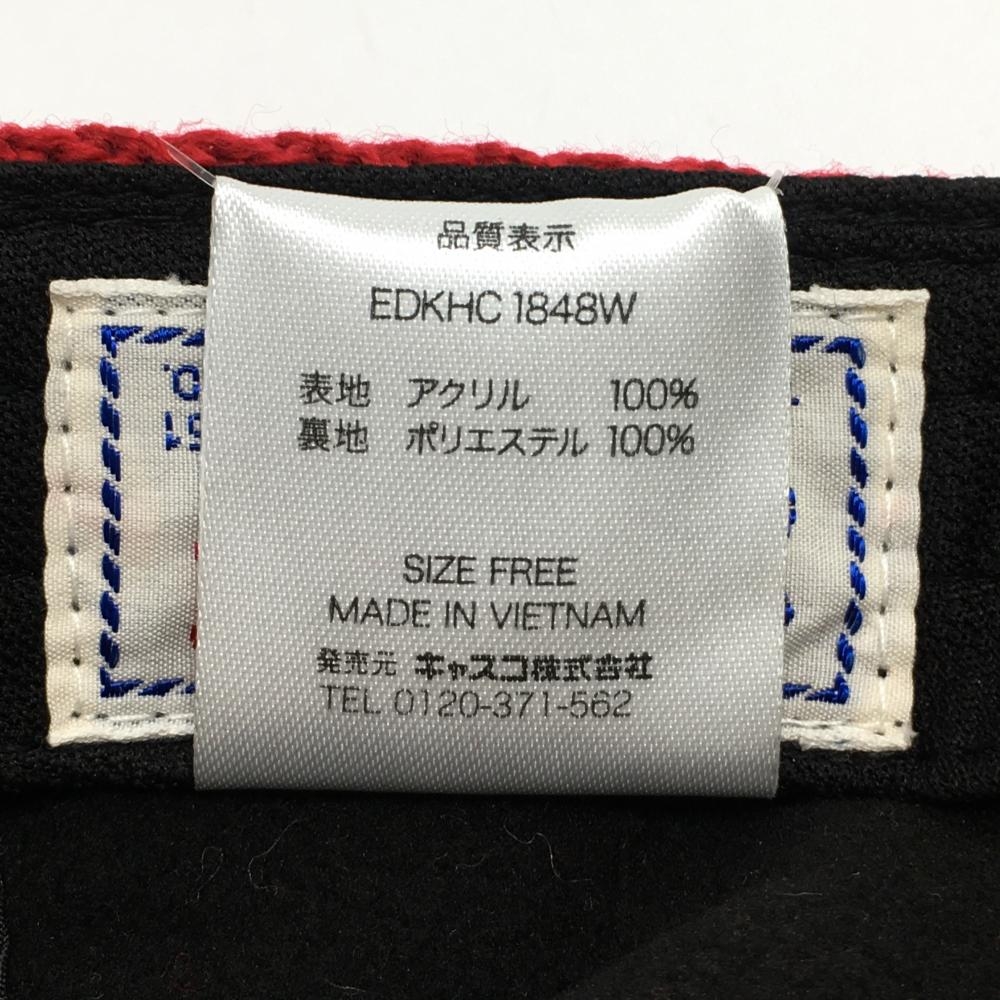 品質表示
EDKHC 1848W
表地 アクリル 100%
裏地 ポリエステル 100%
SIZE FREE
MADE IN VIETNAM
発売元 キャスコ株式会社
TEL 0120-371-562